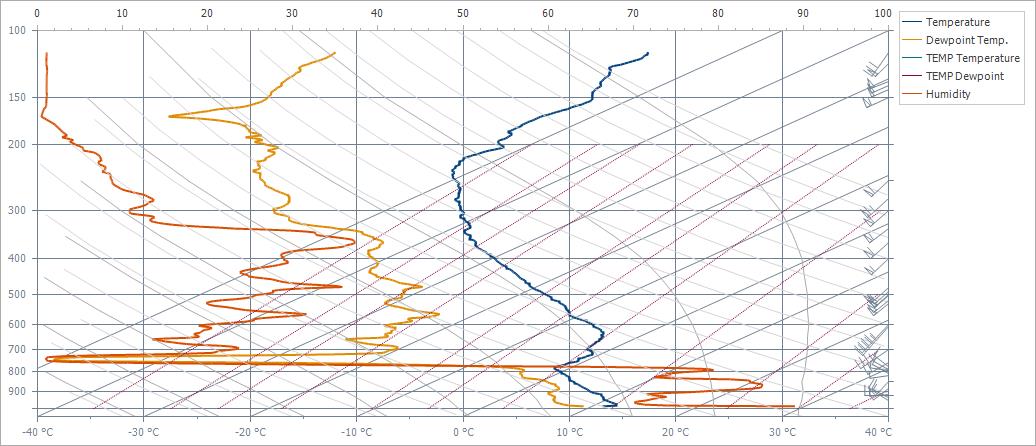 0 10 20 30 40 50 60 70 80 90 100
Temperature
Dewpoint Temp.
TEMP Temperature
TEMP Dewpoint
Humidity
100
150
200
300
400
500
600
700
800
900
-40 °C -30 °C -20 °C -10 °C 0 °C 10 °C 20 °C 30 °C 40 °C